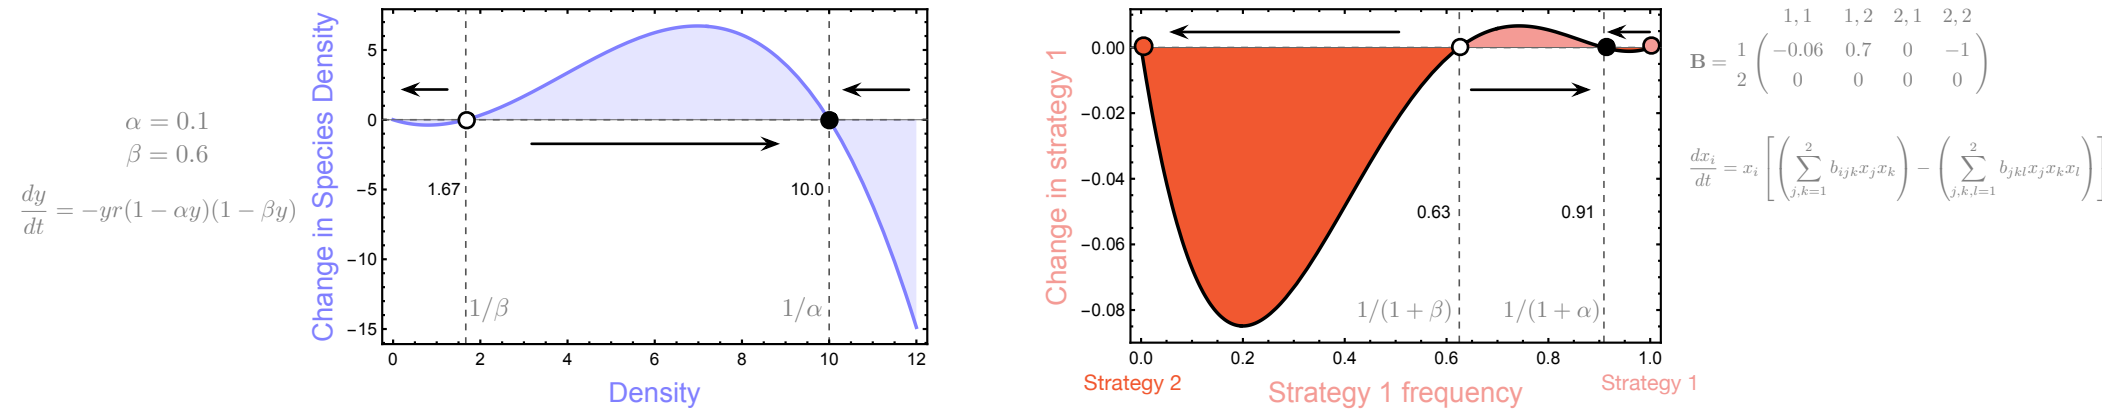 α = 0.1
β = 0.6
dy/dt = −yr(1 − αy)(1 − βy)
Change in Species Density
5
0
−5
−10
−15
1.67
10.0
1/β
1/α
0 2 4 6 8 10 12
Density
Change in strategy 1
0.00
−0.02
−0.04
−0.06
−0.08
0.63
0.91
1/(1 + β)
1/(1 + α)
0.0 0.2 0.4 0.6 0.8 1.0
Strategy 2
Strategy 1 frequency
Strategy 1
1, 1 1, 2 2, 1 2, 2
B = 1 ( −0.06 0.7 0 −1 )
2 ( 0 0 0 0 )
dx_i/dt = x_i [ ( ∑_{j,k=1}^{2} b_{ijk} x_j x_k ) − ( ∑_{j,k,l=1}^{2} b_{jkl} x_j x_k x_l ) ]